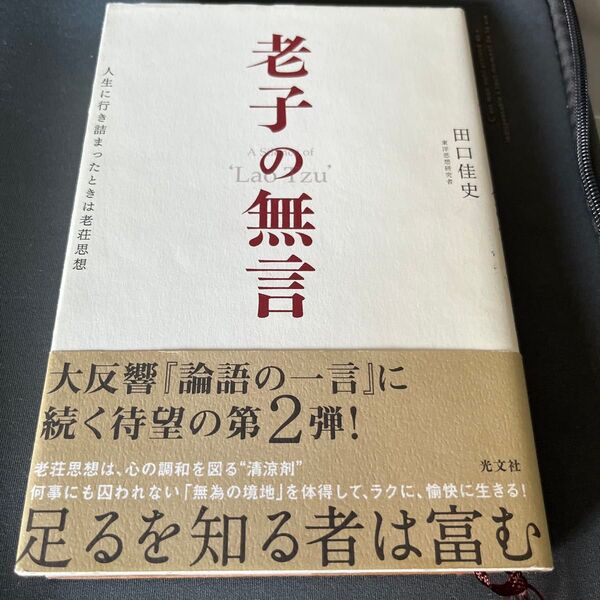 老子の無言
A Silence of
'Lao Tzu'
人生に行き詰まったときは老荘思想
田口佳史
東洋思想研究者
大反響『論語の一言』に
続く待望の第2弾!
光文社
老荘思想は、心の調和を図る“清涼剤”
何事にも囚われない「無為の境地」を体得して、ラクに、愉快に生きる!
足るを知る者は富む